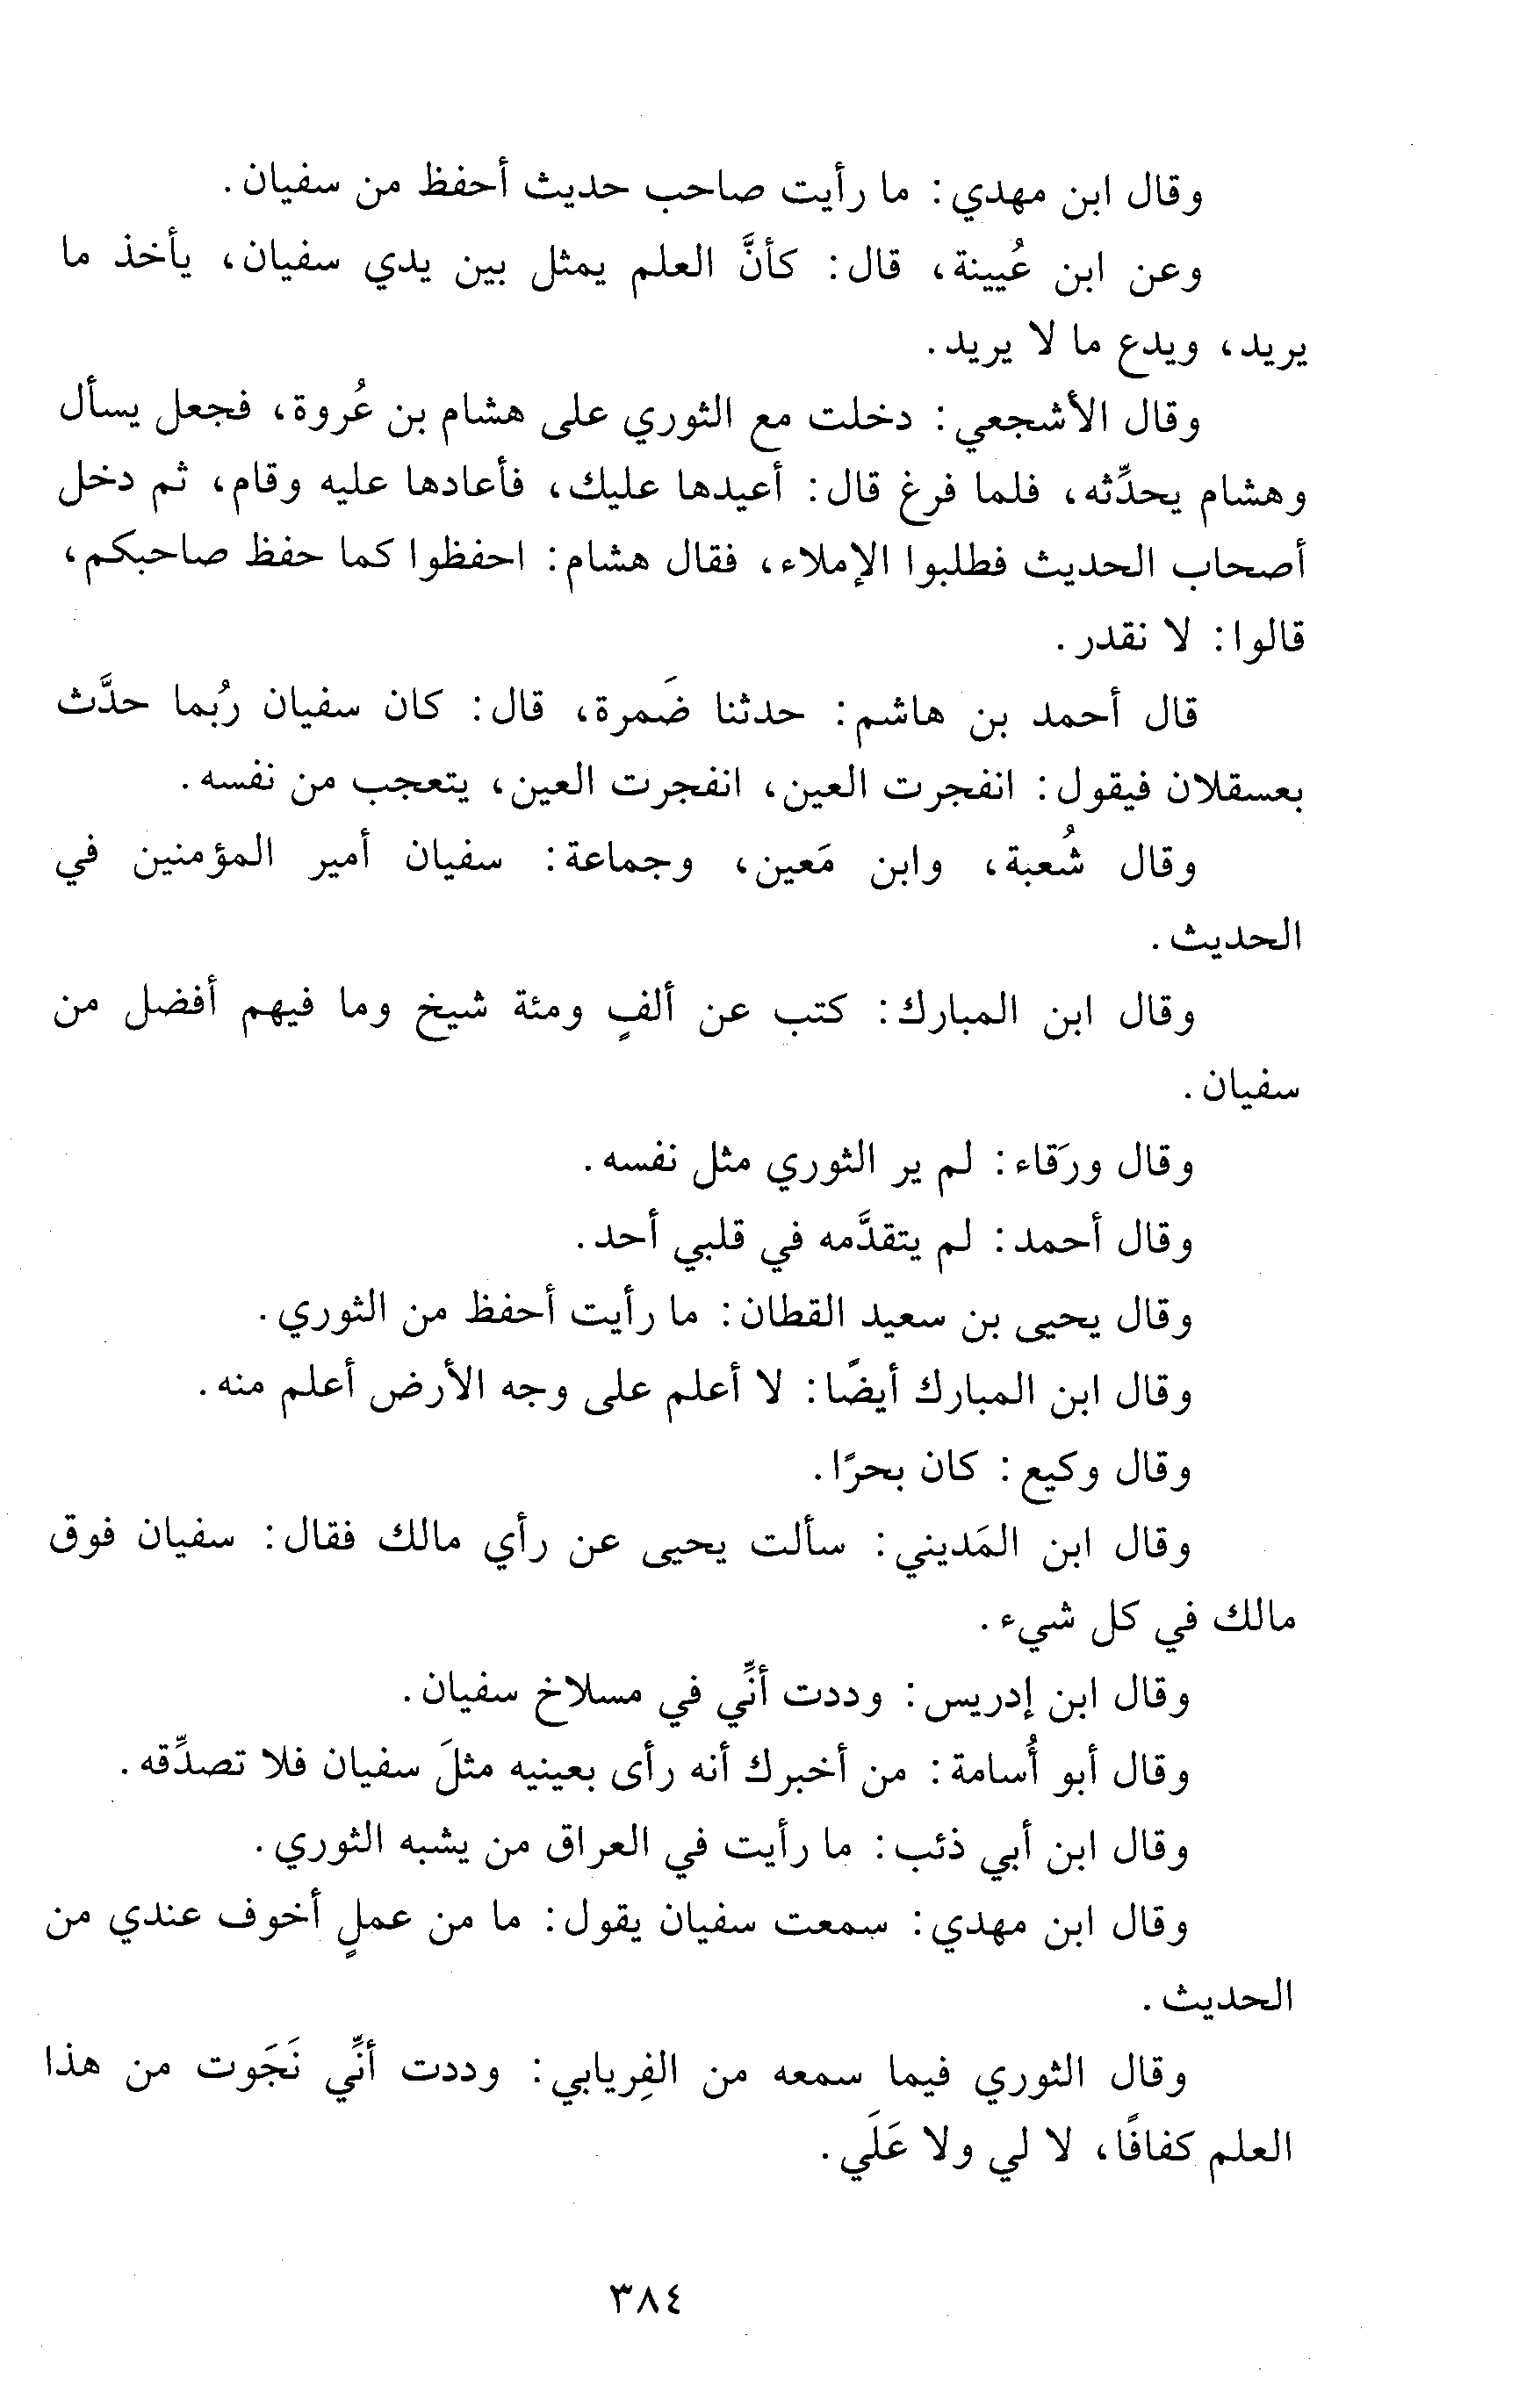 وقال ابن مهدي: ما رأيت صاحب حديث أحفظ من سفيان.
وعن ابن عُيينة، قال: كأنَّ العلم يمثل بين يدي سفيان، يأخذ ما
يريد، ويدع ما لا يريد.
وقال الأشجعي: دخلت مع الثوري على هشام بن عُروة، فجعل يسأل
وهشام يحدِّثه، فلما فرغ قال: أعيدها عليك، فأعادها عليه وقام، ثم دخل
أصحاب الحديث فطلبوا الإملاء، فقال هشام: احفظوا كما حفظ صاحبكم،
قالوا: لا نقدر.
قال أحمد بن هاشم: حدثنا ضَمرة، قال: كان سفيان رُبما حدَّث
بعسقلان فيقول: انفجرت العين، انفجرت العين، يتعجب من نفسه.
وقال شُعبة، وابن مَعين، وجماعة: سفيان أمير المؤمنين في
الحديث.
وقال ابن المبارك: كتب عن ألفٍ ومئة شيخ وما فيهم أفضل من
سفيان.
وقال ورَقاء: لم ير الثوري مثل نفسه.
وقال أحمد: لم يتقدَّمه في قلبي أحد.
وقال يحيى بن سعيد القطان: ما رأيت أحفظ من الثوري.
وقال ابن المبارك أيضًا: لا أعلم على وجه الأرض أعلم منه.
وقال وكيع: كان بحرًا.
وقال ابن المَديني: سألت يحيى عن رأي مالك فقال: سفيان فوق
مالك في كل شيء.
وقال ابن إدريس: وددت أنِّي في مسلاخ سفيان.
وقال أبو أُسامة: من أخبرك أنه رأى بعينيه مثلَ سفيان فلا تصدِّقه.
وقال ابن أبي ذئب: ما رأيت في العراق من يشبه الثوري.
وقال ابن مهدي: سمعت سفيان يقول: ما من عملٍ أخوف عندي من
الحديث.
وقال الثوري فيما سمعه من الفِريابي: وددت أنِّي نَجَوت من هذا
العلم كفافًا، لا لي ولا عَلَي.
٣٨٤